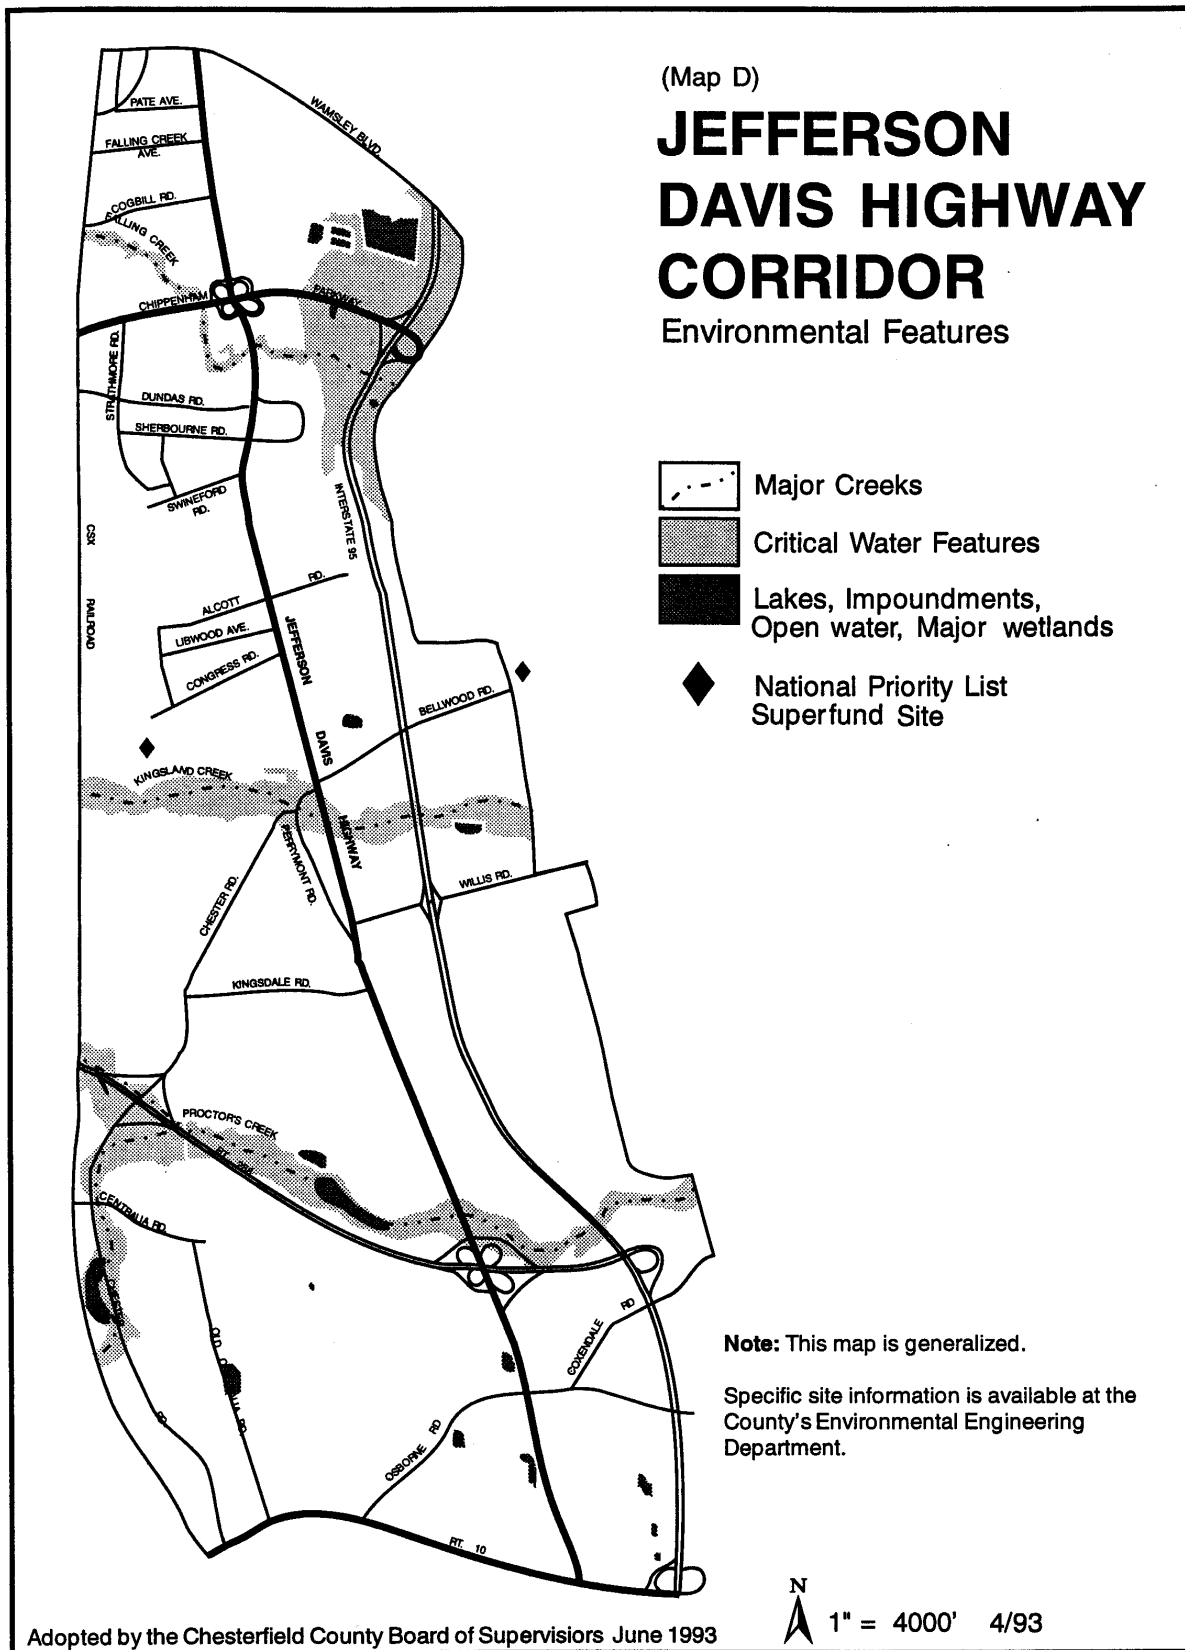 (Map D)
JEFFERSON
DAVIS HIGHWAY
CORRIDOR
Environmental Features
Major Creeks
Critical Water Features
Lakes, Impoundments,
Open water, Major wetlands
National Priority List
Superfund Site
PATE AVE.
FALLING CREEK
AVE.
COGBILL RD.
FALLING CREEK
WAMSLEY BLVD.
CHIPPENHAM
PARKWAY
STRATHMORE RD.
DUNDAS RD.
SHERBOURNE RD.
SWINEFORD
RD.
INTERSTATE 95
CSX
RAILROAD
ALCOTT
RD.
LIBWOOD AVE.
CONGRESS RD.
JEFFERSON
DAVIS
HIGHWAY
BELLWOOD RD.
KINGSLAND CREEK
PERRYMONT RD.
CHESTER RD.
WILLIS RD.
KINGSDALE RD.
PROCTOR'S CREEK
RT.
CENTRALIA RD.
CHESTER
RD.
OLD
RD.
COXENDALE
RD
OSBORNE RD
RT. 10
Note: This map is generalized.
Specific site information is available at the
County's Environmental Engineering
Department.
N
1" = 4000' 4/93
Adopted by the Chesterfield County Board of Supervisiors June 1993